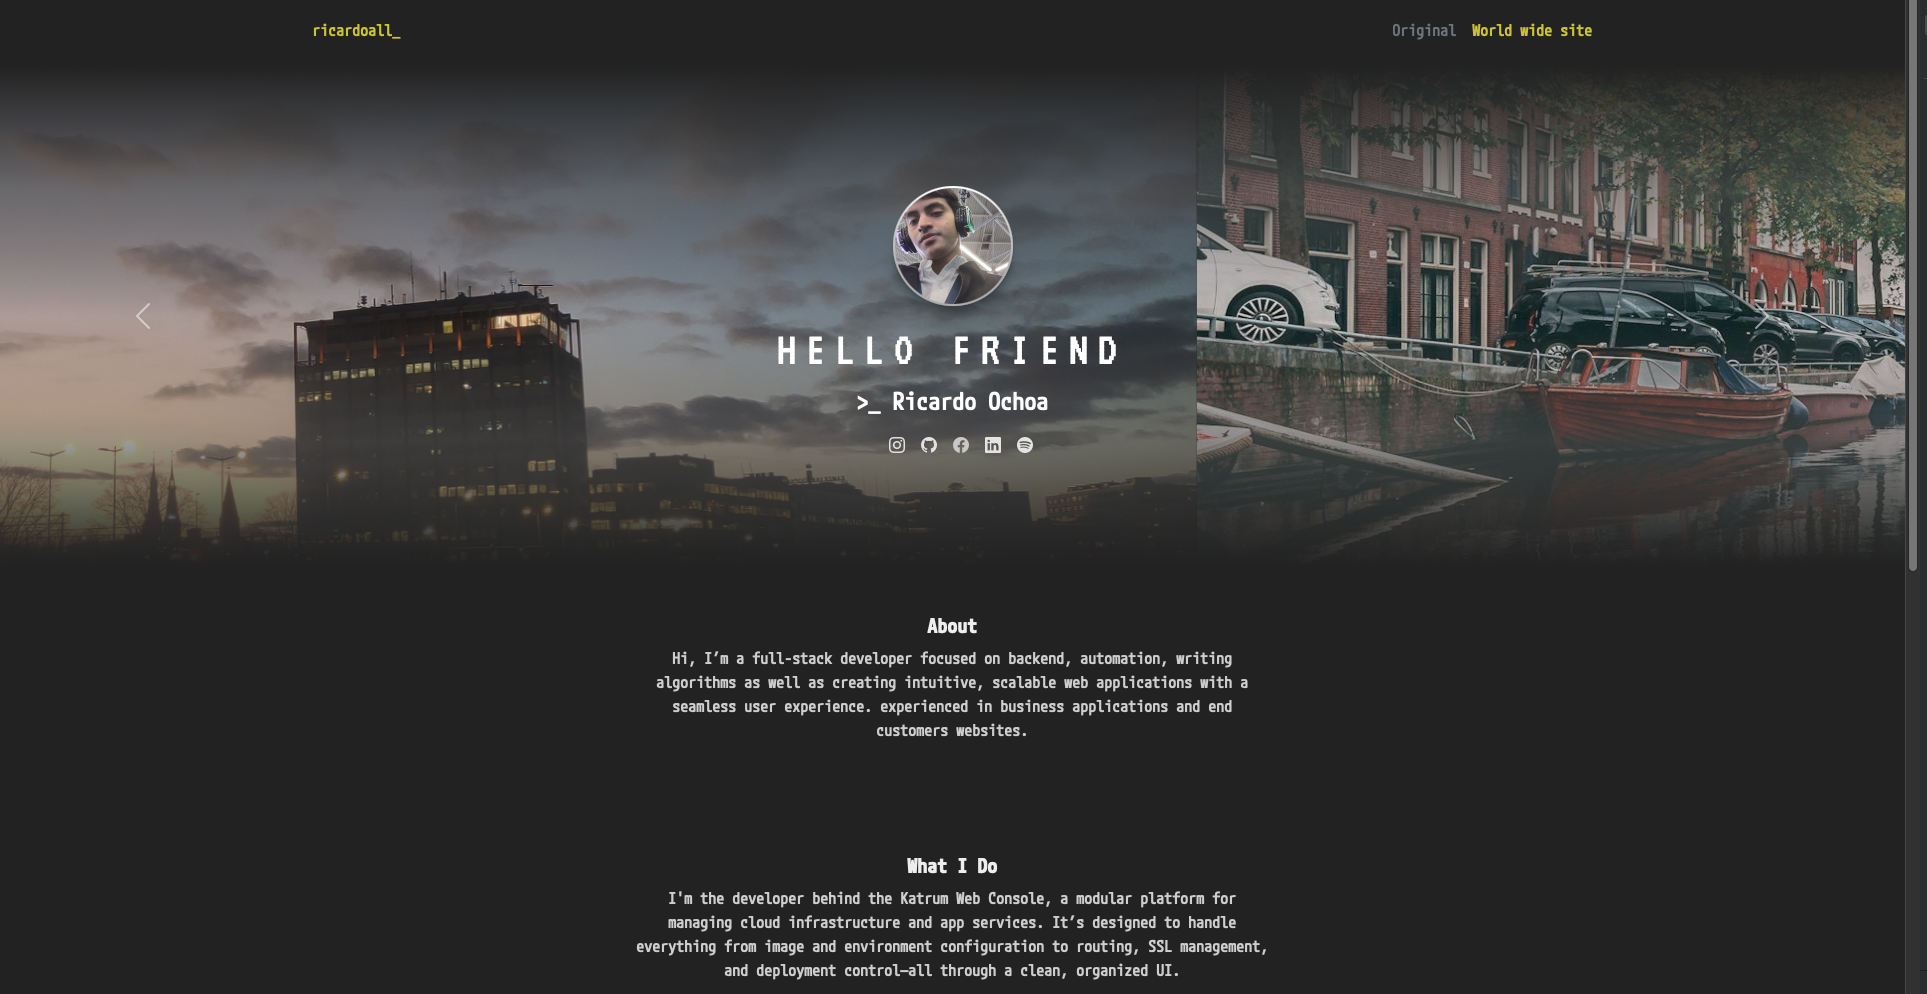 ricardoall_
Original World wide site
HELLO FRIEND
>_ Ricardo Ochoa
About
Hi, I’m a full-stack developer focused on backend, automation, writing
algorithms as well as creating intuitive, scalable web applications with a
seamless user experience. experienced in business applications and end
customers websites.
What I Do
I'm the developer behind the Katrum Web Console, a modular platform for
managing cloud infrastructure and app services. It’s designed to handle
everything from image and environment configuration to routing, SSL management,
and deployment control—all through a clean, organized UI.